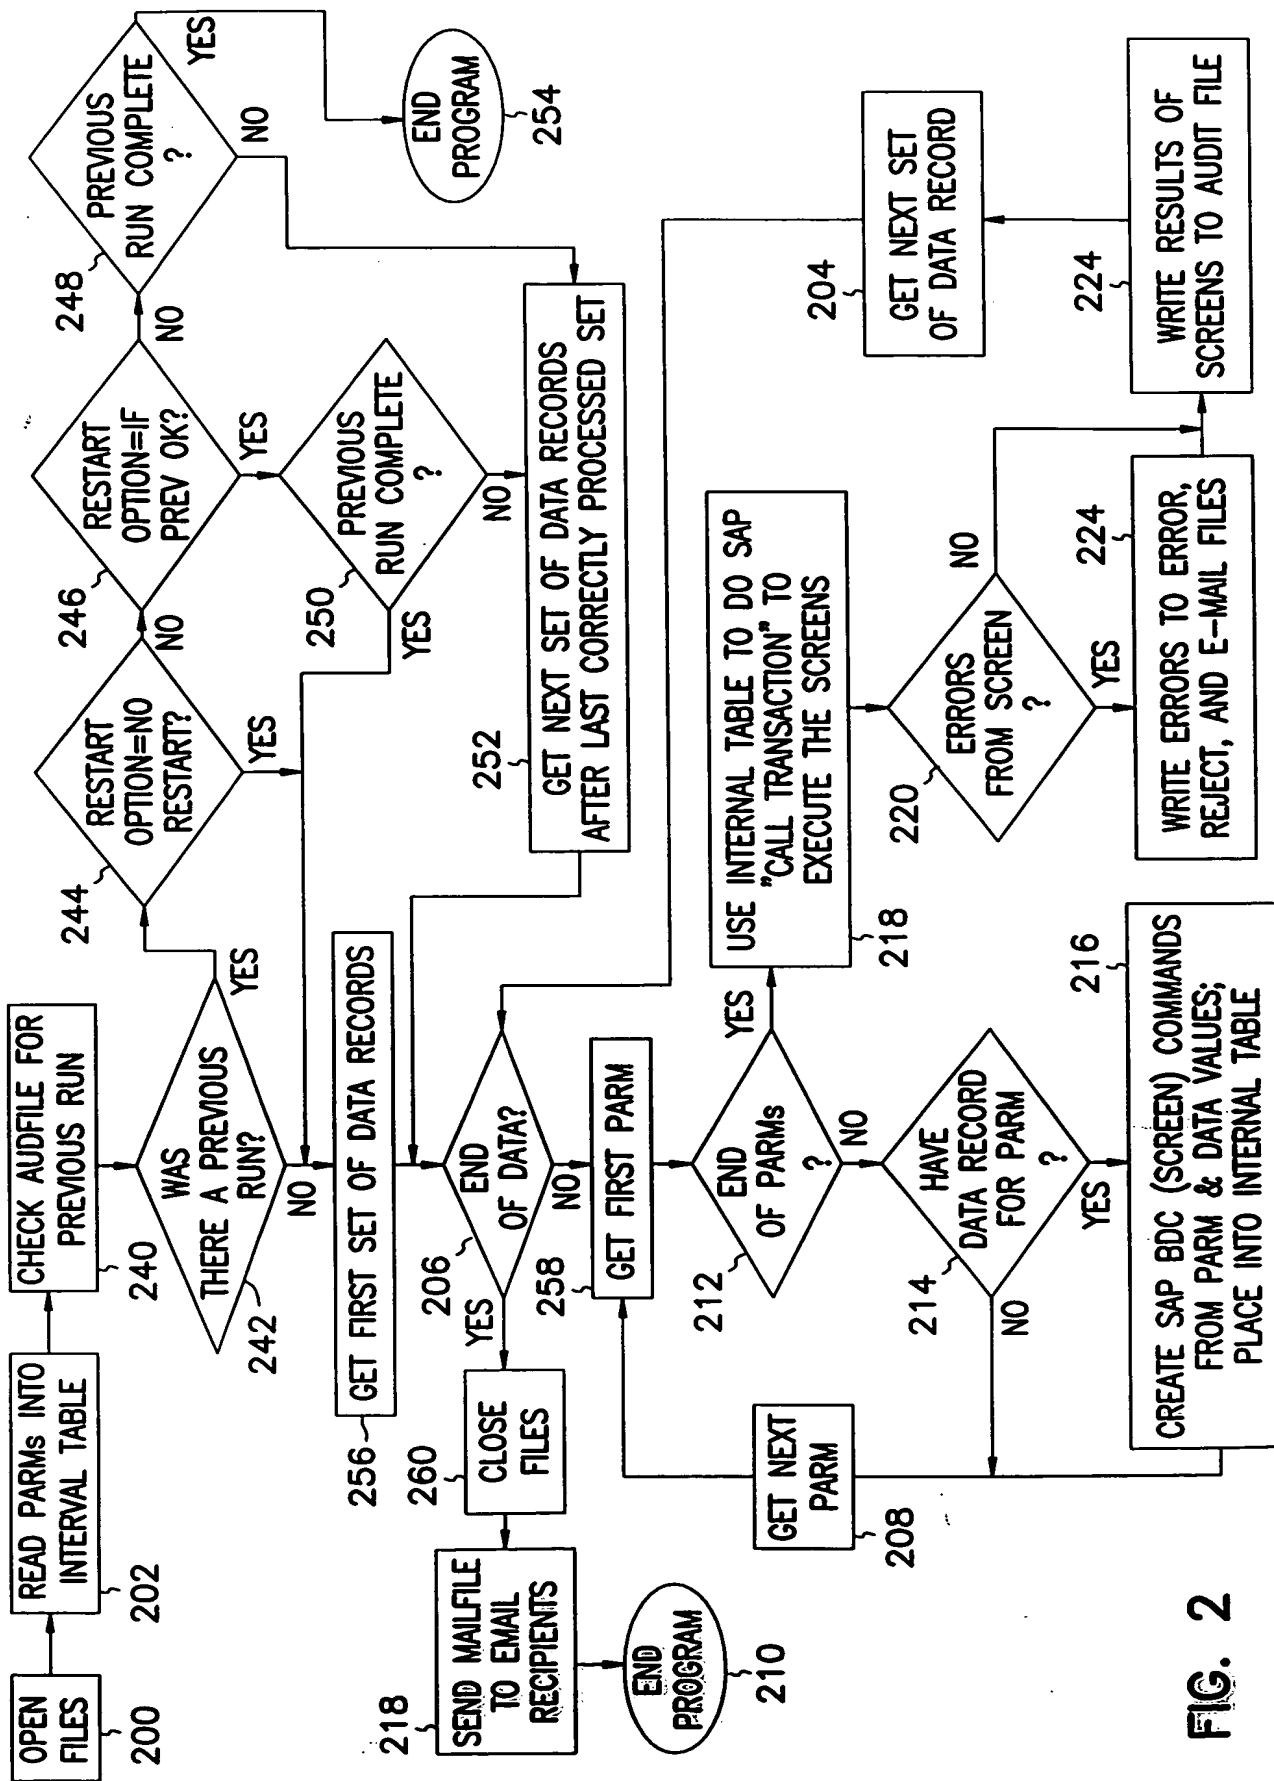 OPEN
FILES
200
READ PARMs INTO
INTERVAL TABLE
202
CHECK AUDFILE FOR
PREVIOUS RUN
240
WAS
THERE A PREVIOUS
RUN?
242
YES
NO
RESTART
OPTION=NO
RESTART?
244
YES
NO
RESTART
OPTION=IF
PREV OK?
246
YES
NO
PREVIOUS
RUN COMPLETE
?
248
YES
NO
END
PROGRAM
254
PREVIOUS
RUN COMPLETE
?
250
YES
NO
GET NEXT SET OF DATA RECORDS
AFTER LAST CORRECTLY PROCESSED SET
252
GET FIRST SET OF DATA RECORDS
256
END
OF DATA?
206
YES
NO
CLOSE
FILES
260
SEND MAILFILE
TO EMAIL
RECIPIENTS
218
END
PROGRAM
210
GET FIRST PARM
258
END
OF PARMs
?
212
YES
NO
HAVE
DATA RECORD
FOR PARM
?
214
NO
YES
GET NEXT
PARM
208
CREATE SAP BDC (SCREEN) COMMANDS
FROM PARM & DATA VALUES;
PLACE INTO INTERNAL TABLE
216
USE INTERNAL TABLE TO DO SAP
"CALL TRANSACTION" TO
EXECUTE THE SCREENS
218
ERRORS
FROM SCREEN
?
220
NO
YES
WRITE ERRORS TO ERROR,
REJECT, AND E-MAIL FILES
224
WRITE RESULTS OF
SCREENS TO AUDIT FILE
224
GET NEXT SET
OF DATA RECORD
204
FIG. 2